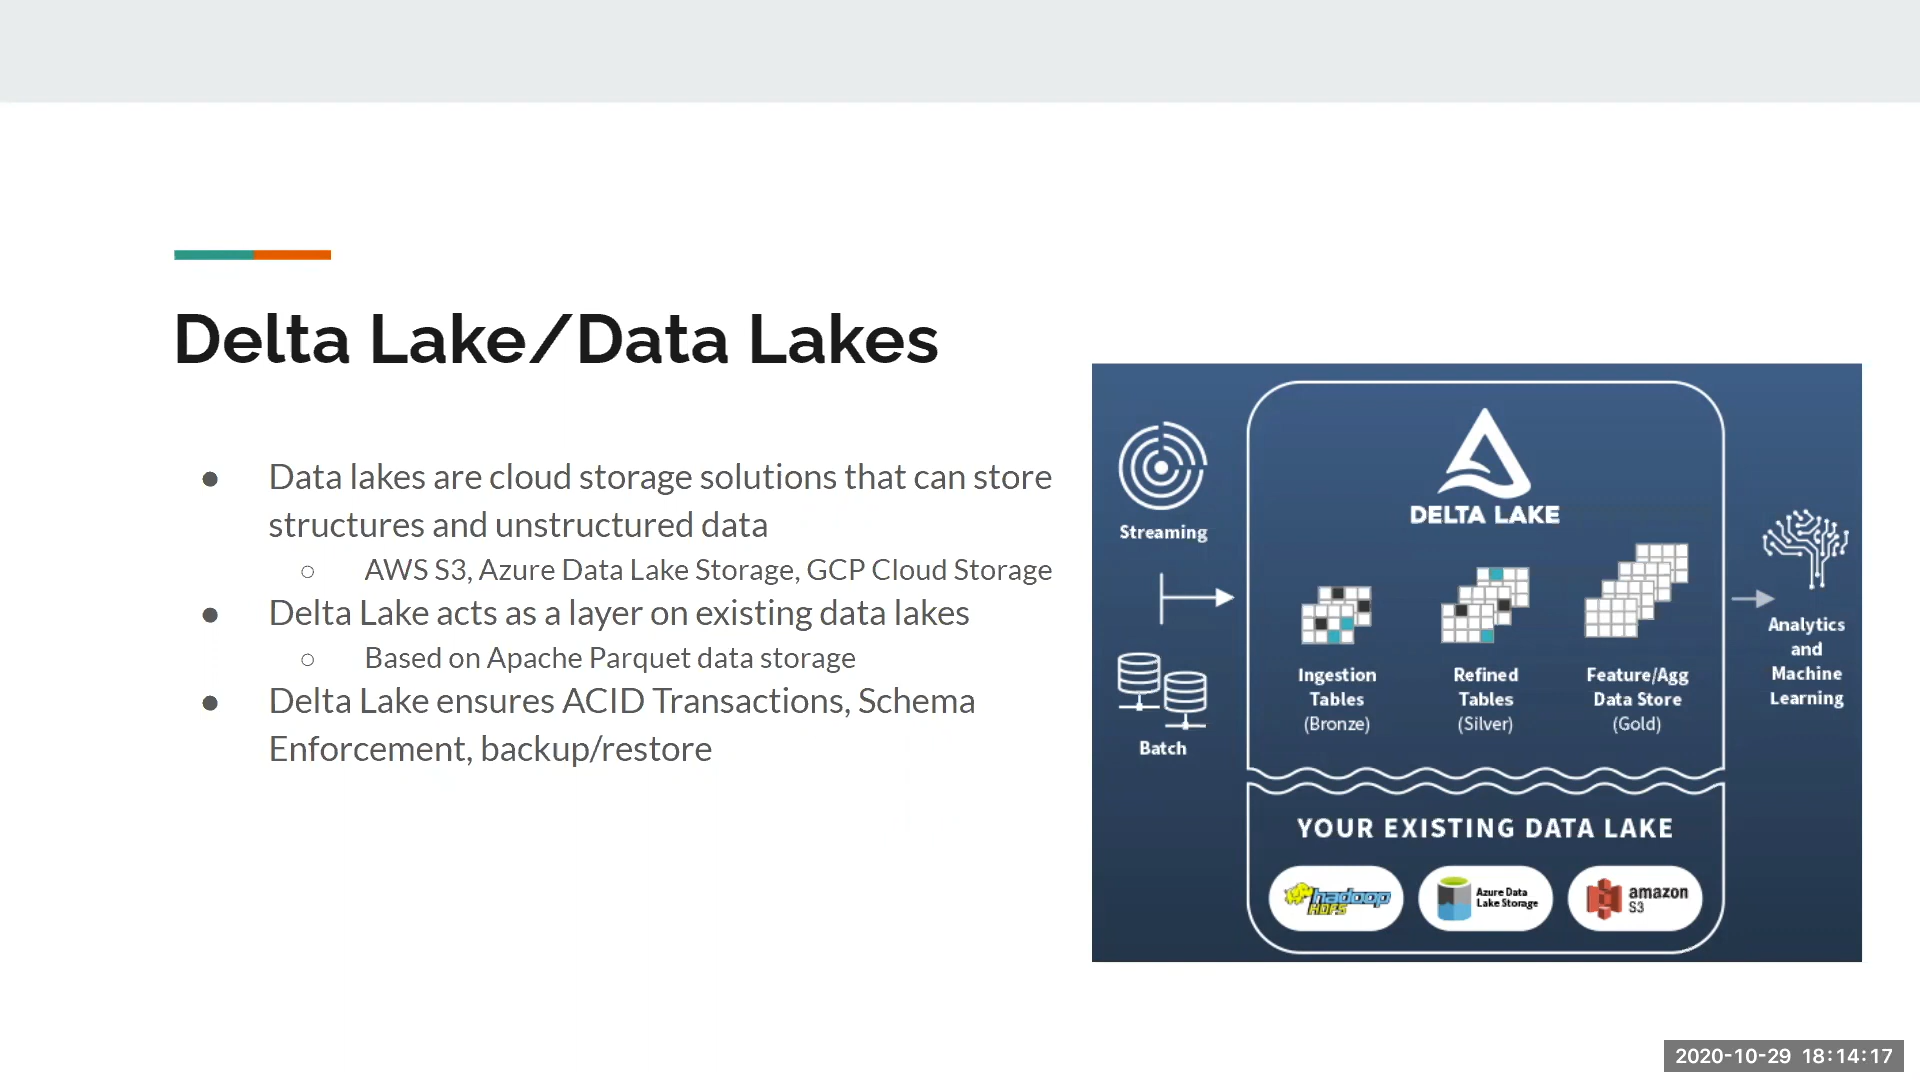 Delta Lake/Data Lakes
● Data lakes are cloud storage solutions that can store
structures and unstructured data
○ AWS S3, Azure Data Lake Storage, GCP Cloud Storage
● Delta Lake acts as a layer on existing data lakes
○ Based on Apache Parquet data storage
● Delta Lake ensures ACID Transactions, Schema
Enforcement, backup/restore
Streaming
Batch
DELTA LAKE
Ingestion
Tables
(Bronze)
Refined
Tables
(Silver)
Feature/Agg
Data Store
(Gold)
Analytics
and
Machine
Learning
YOUR EXISTING DATA LAKE
hadoop
HDFS
Azure Data
Lake Storage
amazon
S3
2020-10-29 18:14:17